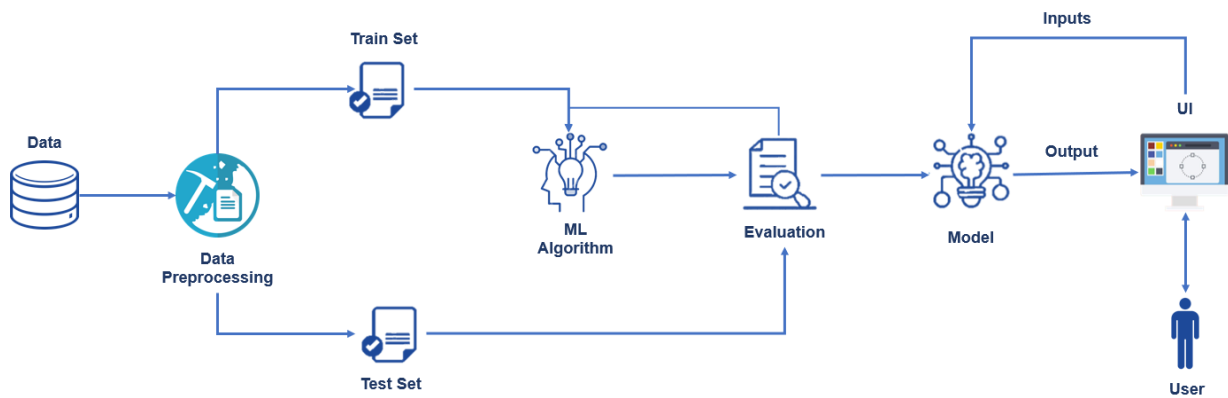 Data
Data
Preprocessing
Train Set
Test Set
ML
Algorithm
Evaluation
Model
Inputs
Output
UI
User